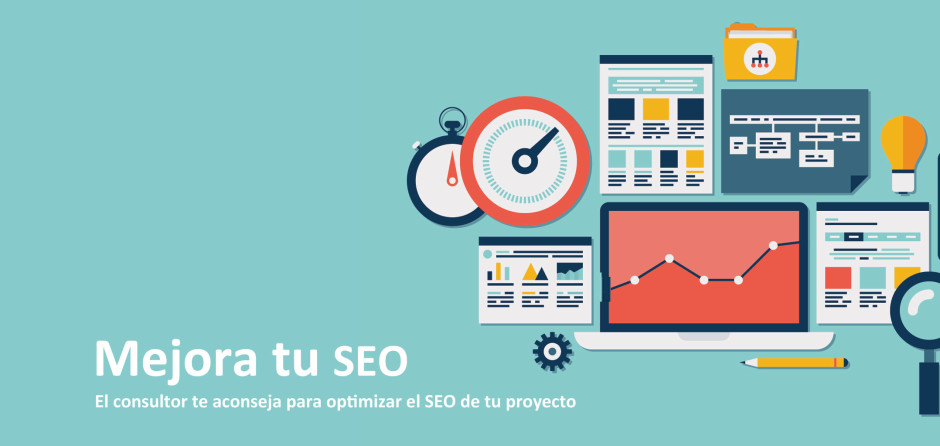 Mejora tu SEO
El consultor te aconseja para optimizar el SEO de tu proyecto